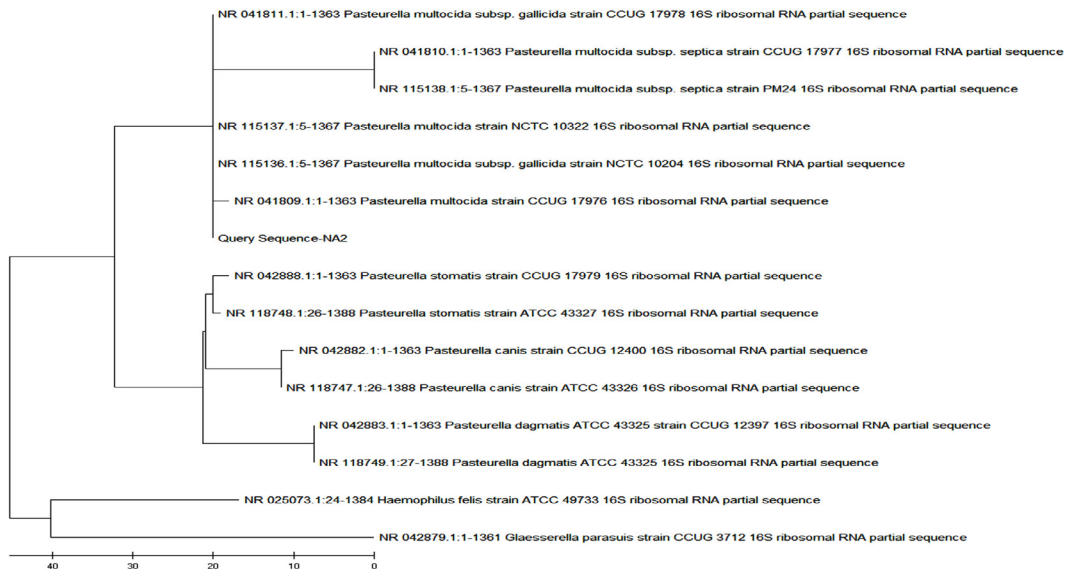 NR 041811.1:1-1363 Pasteurella multocida subsp. gallicida strain CCUG 17978 16S ribosomal RNA partial sequence
NR 041810.1:1-1363 Pasteurella multocida subsp. septica strain CCUG 17977 16S ribosomal RNA partial sequence
NR 115138.1:5-1367 Pasteurella multocida subsp. septica strain PM24 16S ribosomal RNA partial sequence
NR 115137.1:5-1367 Pasteurella multocida strain NCTC 10322 16S ribosomal RNA partial sequence
NR 115136.1:5-1367 Pasteurella multocida subsp. gallicida strain NCTC 10204 16S ribosomal RNA partial sequence
NR 041809.1:1-1363 Pasteurella multocida strain CCUG 17976 16S ribosomal RNA partial sequence
Query Sequence-NA2
NR 042888.1:1-1363 Pasteurella stomatis strain CCUG 17979 16S ribosomal RNA partial sequence
NR 118748.1:26-1388 Pasteurella stomatis strain ATCC 43327 16S ribosomal RNA partial sequence
NR 042882.1:1-1363 Pasteurella canis strain CCUG 12400 16S ribosomal RNA partial sequence
NR 118747.1:26-1388 Pasteurella canis strain ATCC 43326 16S ribosomal RNA partial sequence
NR 042883.1:1-1363 Pasteurella dagmatis ATCC 43325 strain CCUG 12397 16S ribosomal RNA partial sequence
NR 118749.1:27-1388 Pasteurella dagmatis ATCC 43325 16S ribosomal RNA partial sequence
NR 025073.1:24-1384 Haemophilus felis strain ATCC 49733 16S ribosomal RNA partial sequence
NR 042879.1:1-1361 Glaesserella parasuis strain CCUG 3712 16S ribosomal RNA partial sequence
40 30 20 10 0